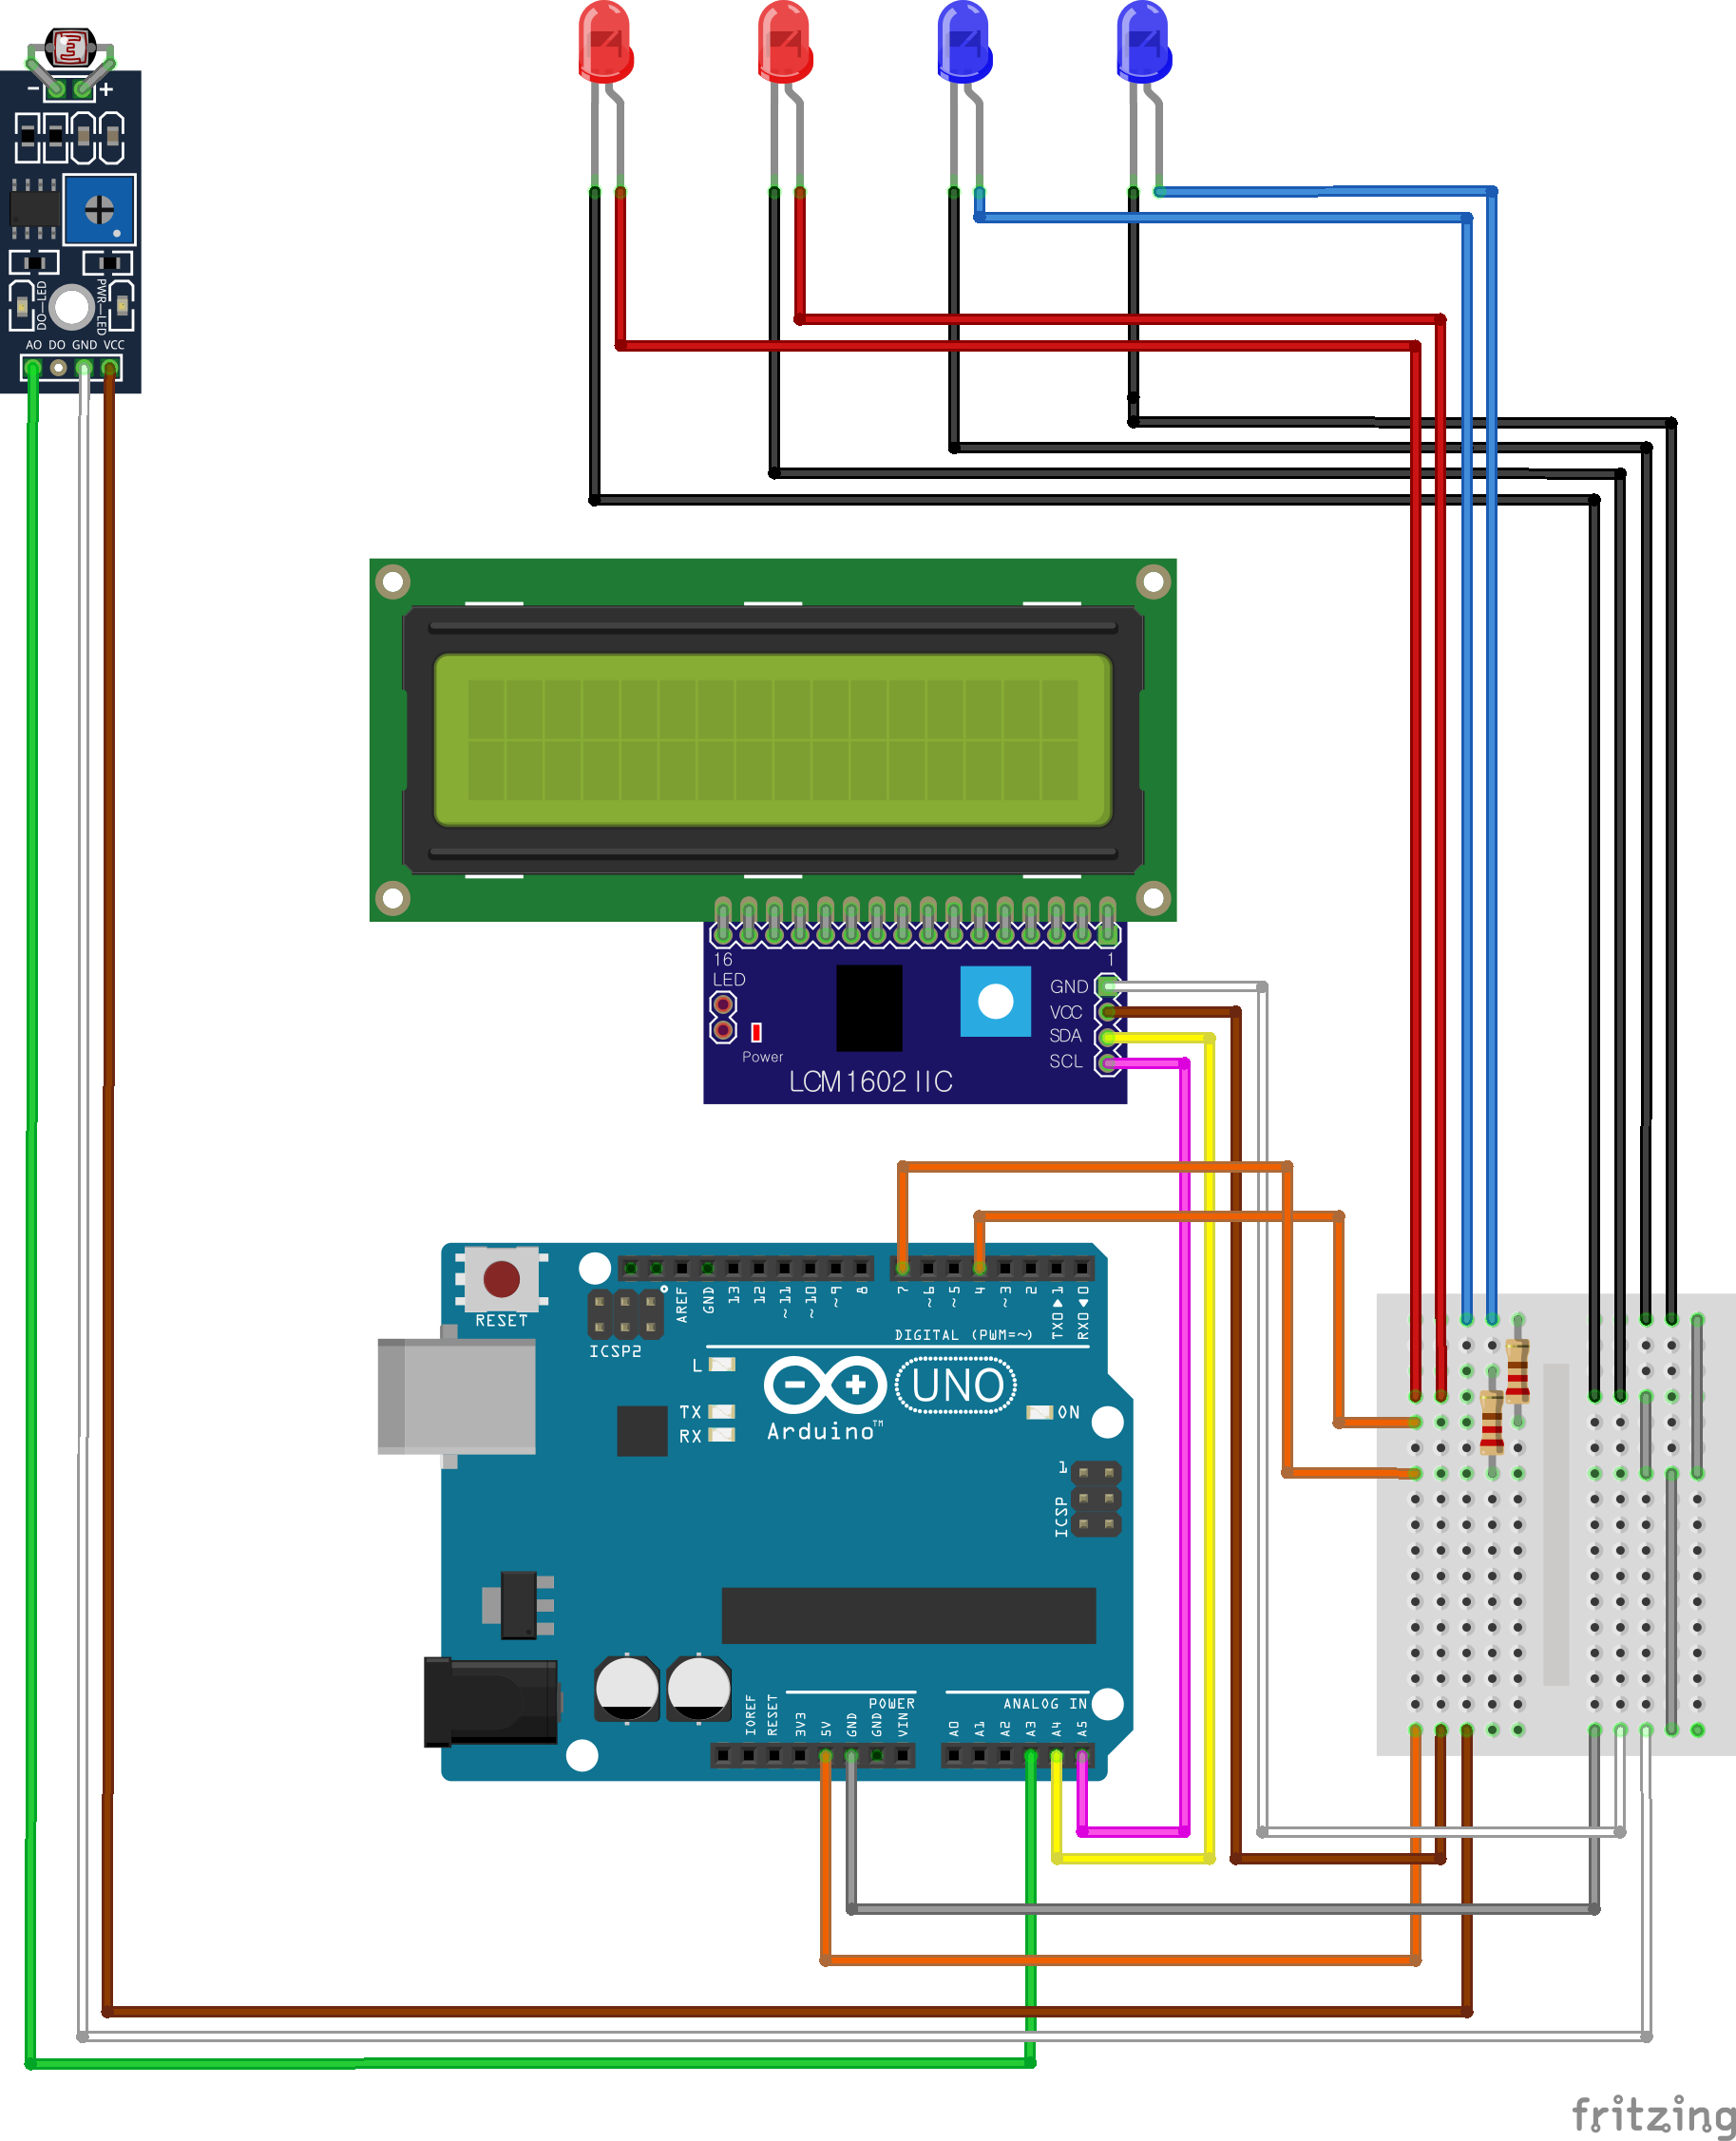 - +
DO-LED
PWR-LED
AO DO GND VCC
16
1
LED
GND
VCC
SDA
SCL
Power
LCM1602 IIC
RESET
ICSP2
AREF
GND
13
12
~11
~10
~9
8
7
~6
~5
4
~3
2
TX0▶1
RX0◀0
DIGITAL (PWM=~)
L
TX
RX
UNO
Arduino™
ON
1
ICSP
POWER
ANALOG IN
IOREF
RESET
3V3
5V
GND
GND
VIN
A0
A1
A2
A3
A4
A5
fritzing